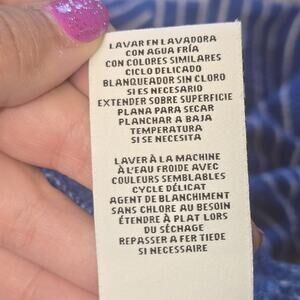 LAVAR EN LAVADORA
CON AGUA FRÍA
CON COLORES SIMILARES
CICLO DELICADO
BLANQUEADOR SIN CLORO
SI ES NECESARIO
EXTENDER SOBRE SUPERFICIE
PLANA PARA SECAR
PLANCHAR A BAJA
TEMPERATURA
SI SE NECESITA
LAVER À LA MACHINE
À L'EAU FROIDE AVEC
COULEURS SEMBLABLES
CYCLE DÉLICAT
AGENT DE BLANCHIMENT
SANS CHLORE AU BESOIN
ÉTENDRE À PLAT LORS
DU SÉCHAGE
REPASSER A FER TIEDE
SI NECESSAIRE